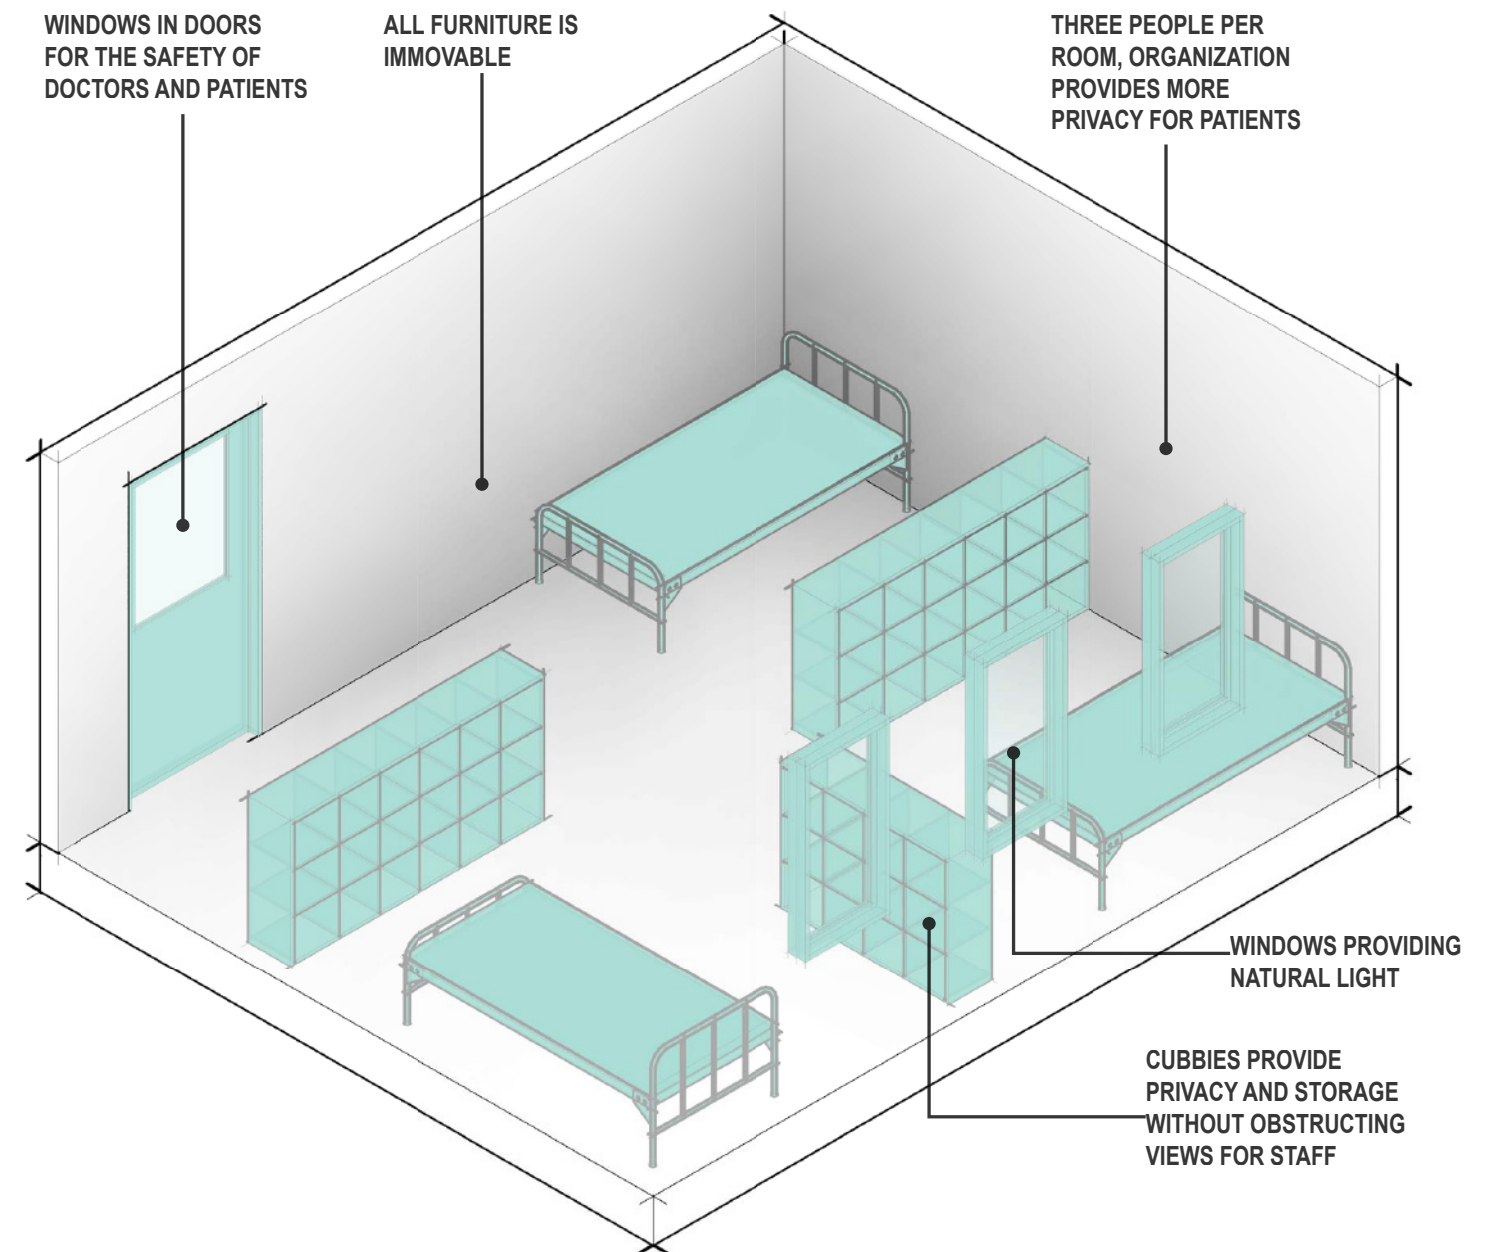 WINDOWS IN DOORS
FOR THE SAFETY OF
DOCTORS AND PATIENTS
ALL FURNITURE IS
IMMOVABLE
THREE PEOPLE PER
ROOM, ORGANIZATION
PROVIDES MORE
PRIVACY FOR PATIENTS
WINDOWS PROVIDING
NATURAL LIGHT
CUBBIES PROVIDE
PRIVACY AND STORAGE
WITHOUT OBSTRUCTING
VIEWS FOR STAFF